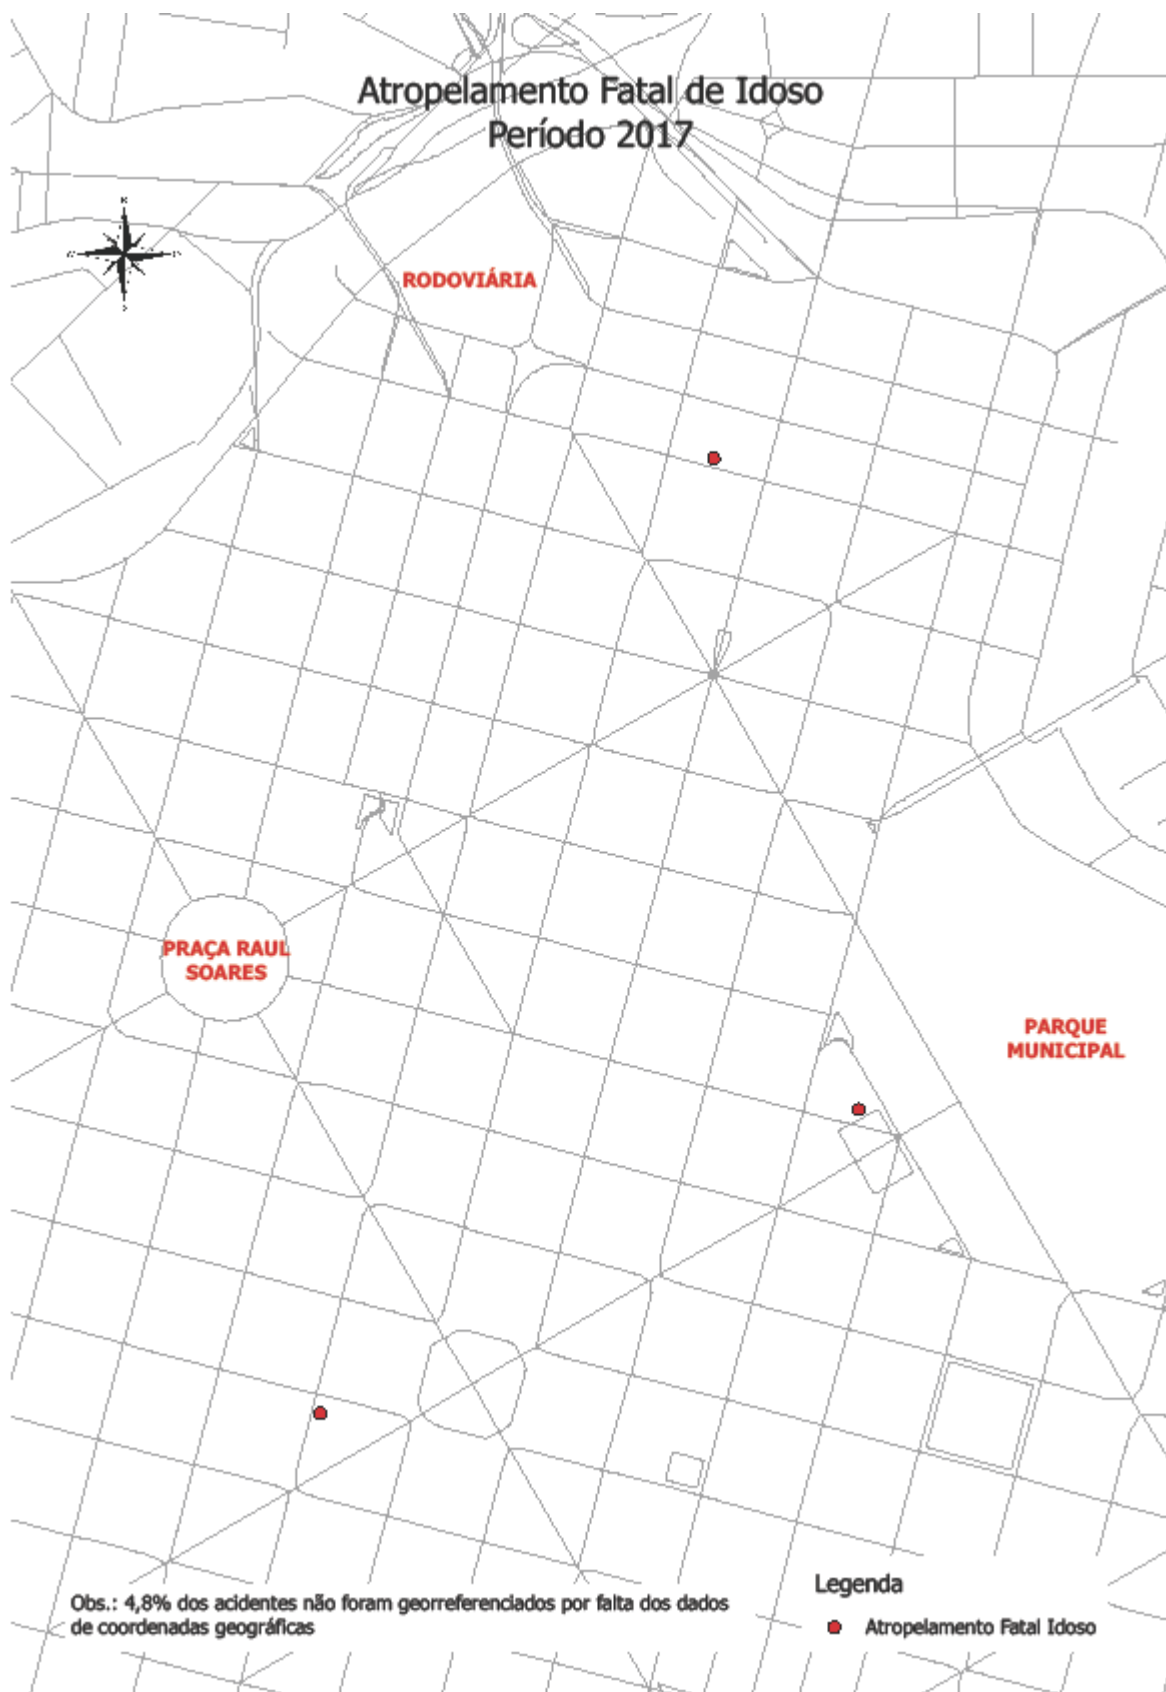 Atropelamento Fatal de Idoso
Período 2017
RODOVIÁRIA
PRAÇA RAUL
SOARES
PARQUE
MUNICIPAL
Legenda
Atropelamento Fatal Idoso
Obs.: 4,8% dos acidentes não foram georreferenciados por falta dos dados
de coordenadas geográficas